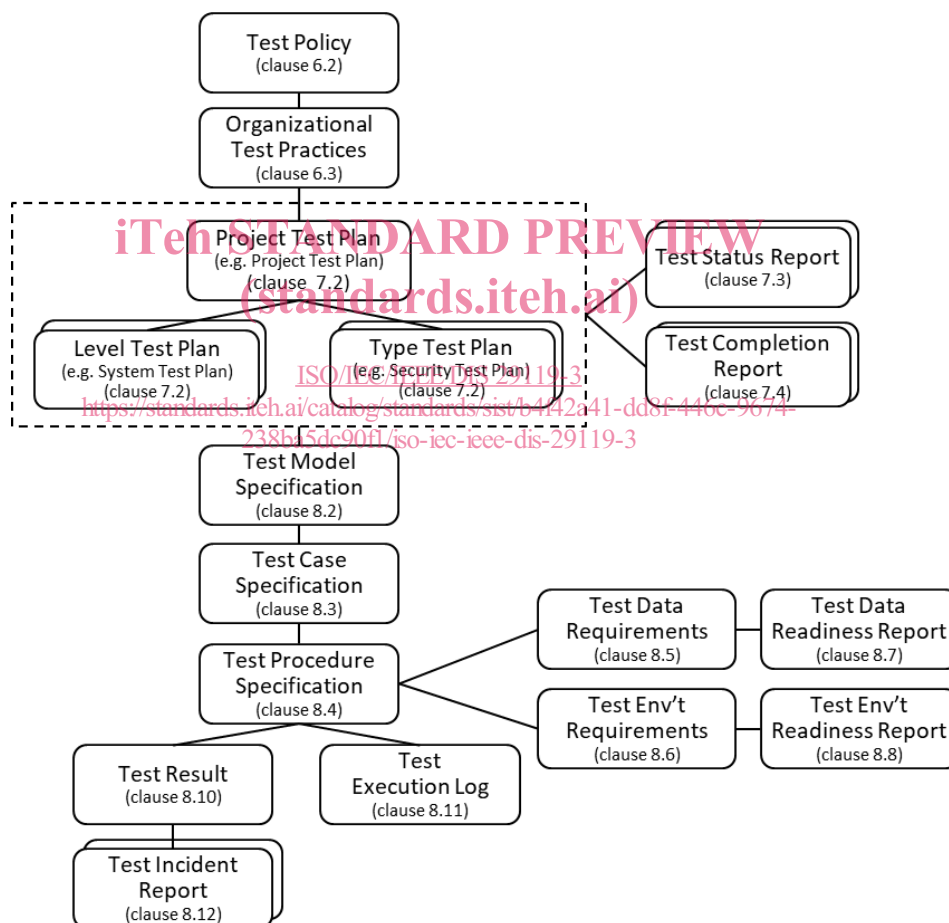 Test Policy
(clause 6.2)
Organizational
Test Practices
(clause 6.3)
iTeh STANDARD PREVIEW
(standards.iteh.ai)
Project Test Plan
(e.g. Project Test Plan)
(clause 7.2)
Test Status Report
(clause 7.3)
Level Test Plan
(e.g. System Test Plan)
(clause 7.2)
Type Test Plan
(e.g. Security Test Plan)
(clause 7.2)
Test Completion
Report
(clause 7.4)
ISO/IEC/IEEE DIS 29119-3
https://standards.iteh.ai/catalog/standards/sist/b4f42a41-dd8f-446c-9674-
238ba5dc90f1/iso-iec-ieee-dis-29119-3
Test Model
Specification
(clause 8.2)
Test Case
Specification
(clause 8.3)
Test Procedure
Specification
(clause 8.4)
Test Data
Requirements
(clause 8.5)
Test Data
Readiness Report
(clause 8.7)
Test Env't
Requirements
(clause 8.6)
Test Env't
Readiness Report
(clause 8.8)
Test Result
(clause 8.10)
Test
Execution Log
(clause 8.11)
Test Incident
Report
(clause 8.12)